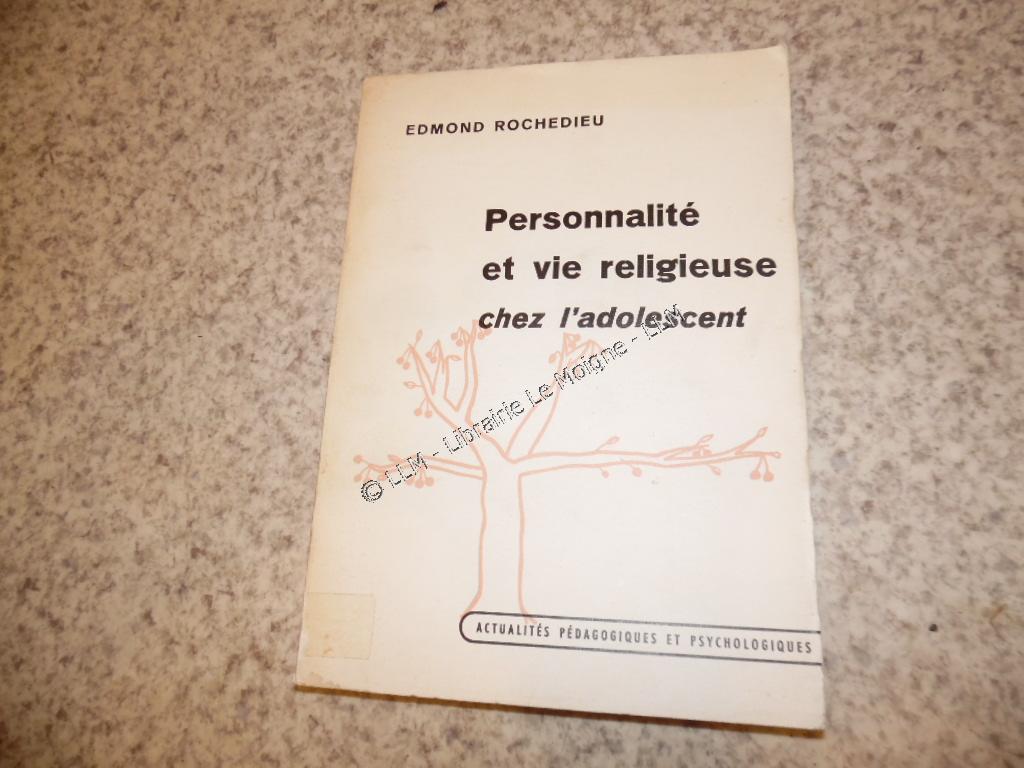 EDMOND ROCHEDIEU
Personnalité
et vie religieuse
chez l'adolescent
© LLM - Librairie Le Moigne - LLM
ACTUALITÉS PÉDAGOGIQUES ET PSYCHOLOGIQUES